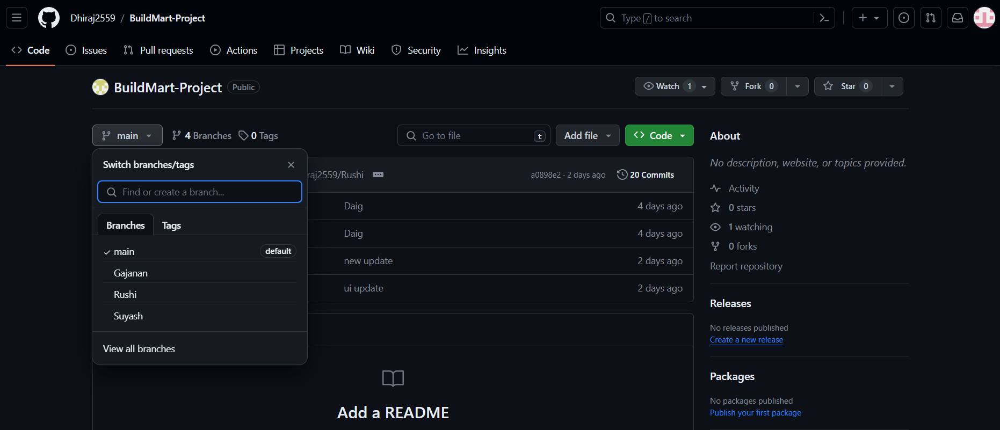 Dhiraj2559 / BuildMart-Project
Type / to search
Code
Issues
Pull requests
Actions
Projects
Wiki
Security
Insights
BuildMart-Project Public
Watch 1
Fork 0
Star 0
main
4 Branches
0 Tags
Go to file t
Add file
Code
Switch branches/tags
Find or create a branch...
Branches
Tags
main default
Gajanan
Rushi
Suyash
View all branches
raj2559/Rushi
a0898e2 · 2 days ago
20 Commits
Daig 4 days ago
Daig 4 days ago
new update 2 days ago
ui update 2 days ago
Add a README
About
No description, website, or topics provided.
Activity
0 stars
1 watching
0 forks
Report repository
Releases
No releases published
Create a new release
Packages
No packages published
Publish your first package